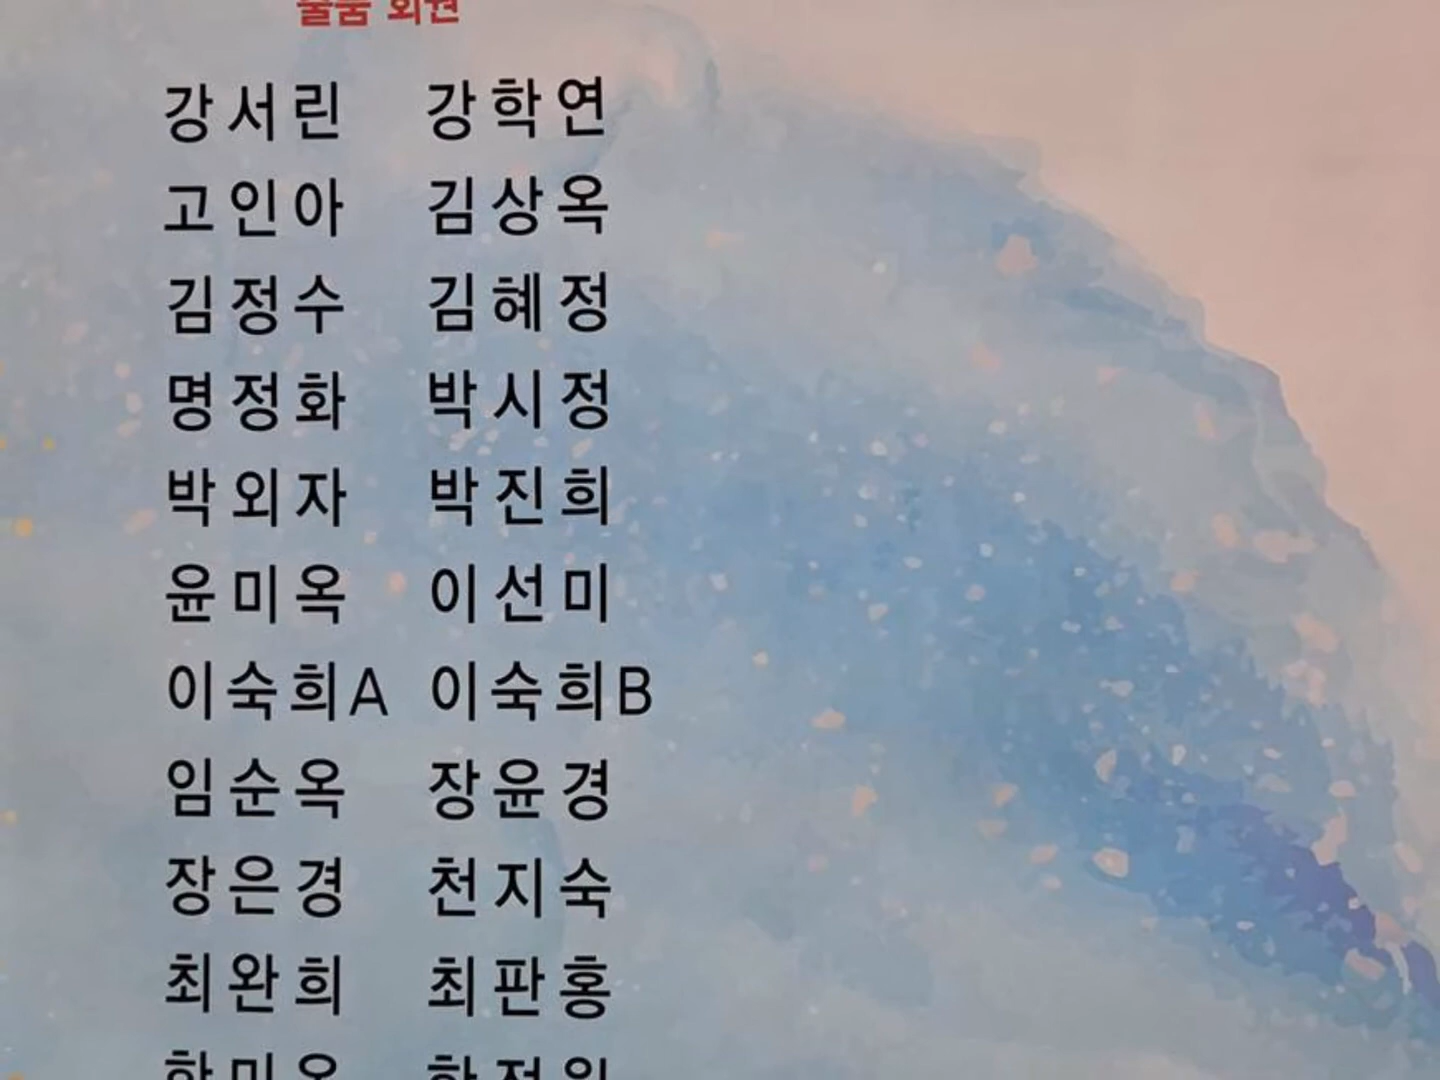 강서린 강학연
고인아 김상옥
김정수 김혜정
명정화 박시정
박외자 박진희
윤미옥 이선미
이숙희A 이숙희B
임순옥 장윤경
장은경 천지숙
최완희 최판홍